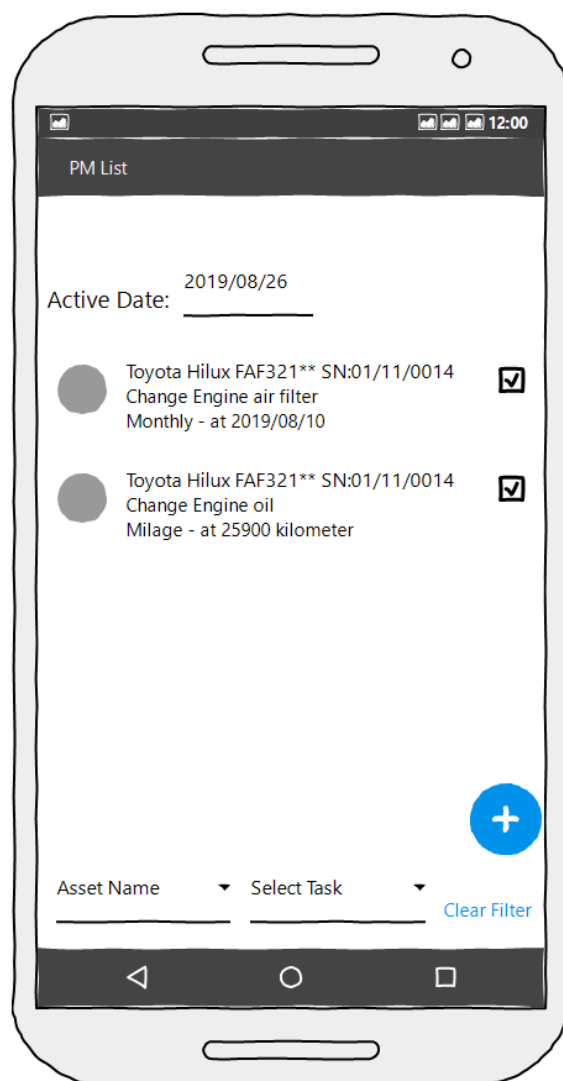 12:00
PM List
Active Date: 2019/08/26
Toyota Hilux FAF321** SN:01/11/0014
Change Engine air filter
Monthly - at 2019/08/10
Toyota Hilux FAF321** SN:01/11/0014
Change Engine oil
Milage - at 25900 kilometer
Asset Name Select Task
Clear Filter